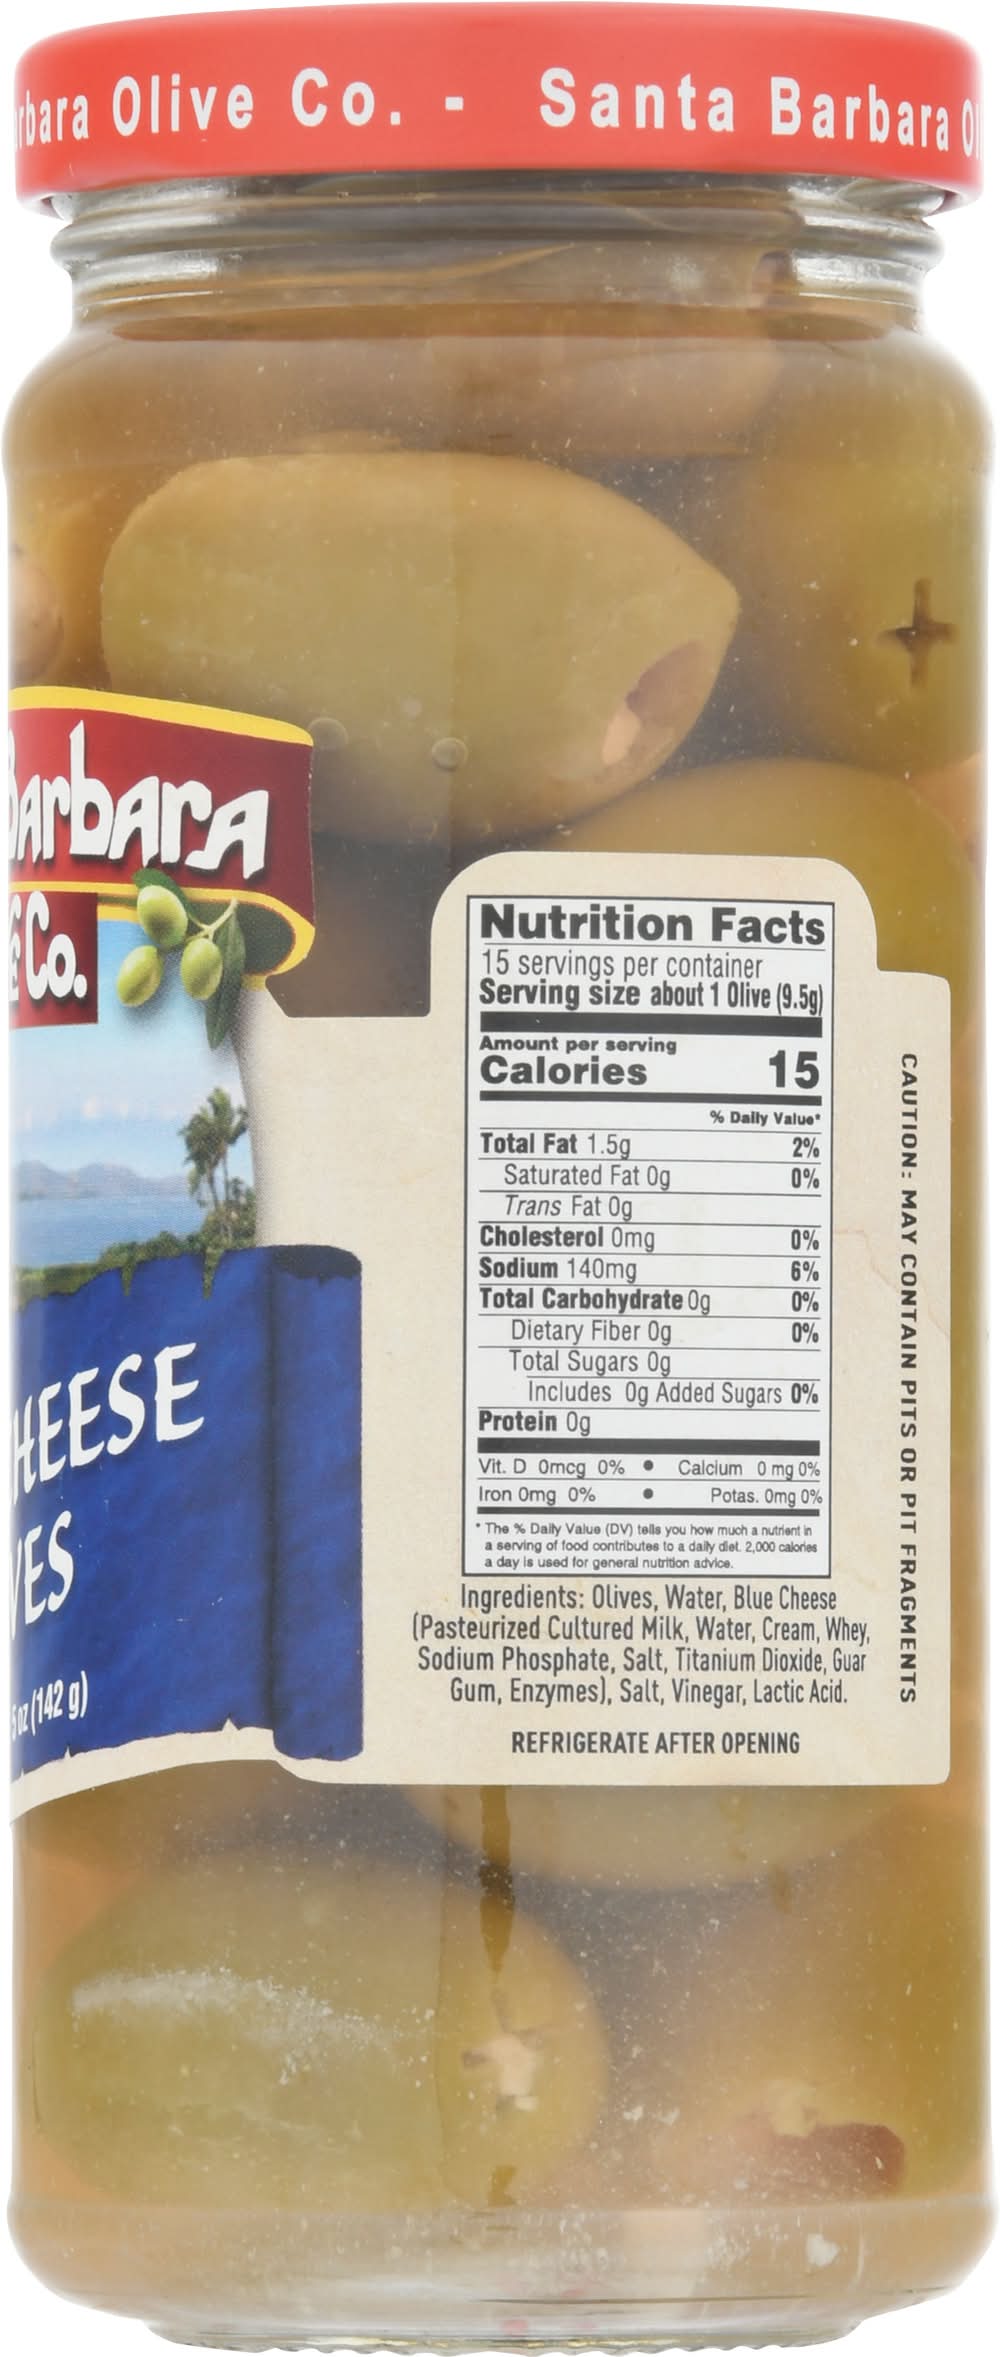 rbara Olive Co. - Santa Barbara
Barbara
Co.
HEESE
VES
5 oz (142 g)
Nutrition Facts
15 servings per container
Serving size about 1 Olive (9.5g)
Amount per serving
Calories 15
% Daily Value*
Total Fat 1.5g 2%
Saturated Fat 0g 0%
Trans Fat 0g
Cholesterol 0mg 0%
Sodium 140mg 6%
Total Carbohydrate 0g 0%
Dietary Fiber 0g 0%
Total Sugars 0g
Includes 0g Added Sugars 0%
Protein 0g
Vit. D 0mcg 0% • Calcium 0 mg 0%
Iron 0mg 0% • Potas. 0mg 0%
* The % Daily Value (DV) tells you how much a nutrient in
a serving of food contributes to a daily diet. 2,000 calories
a day is used for general nutrition advice.
Ingredients: Olives, Water, Blue Cheese
(Pasteurized Cultured Milk, Water, Cream, Whey,
Sodium Phosphate, Salt, Titanium Dioxide, Guar
Gum, Enzymes), Salt, Vinegar, Lactic Acid.
REFRIGERATE AFTER OPENING
CAUTION: MAY CONTAIN PITS OR PIT FRAGMENTS